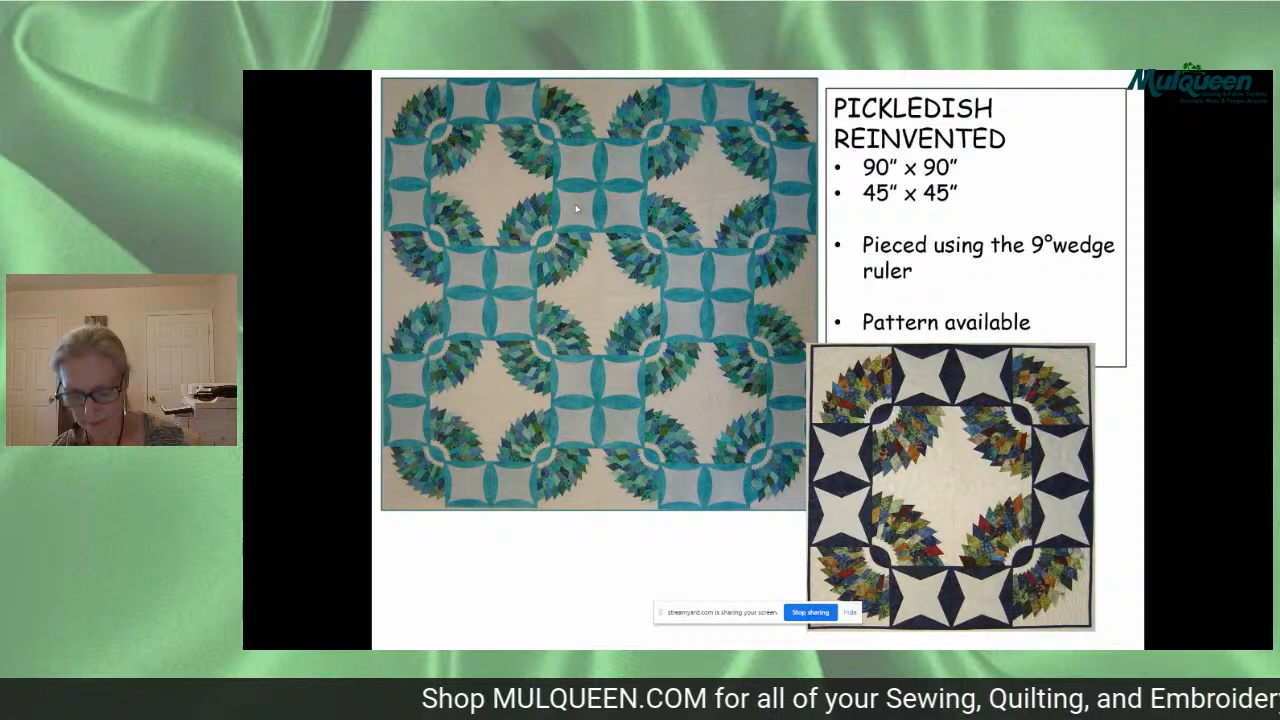 Mulqueen
PICKLEDISH
REINVENTED
• 90” x 90”
• 45” x 45”
• Pieced using the 9°wedge
ruler
• Pattern available
streamyard.com is sharing your screen.
Stop sharing
Hide
Shop MULQUEEN.COM for all of your Sewing, Quilting, and Embroider